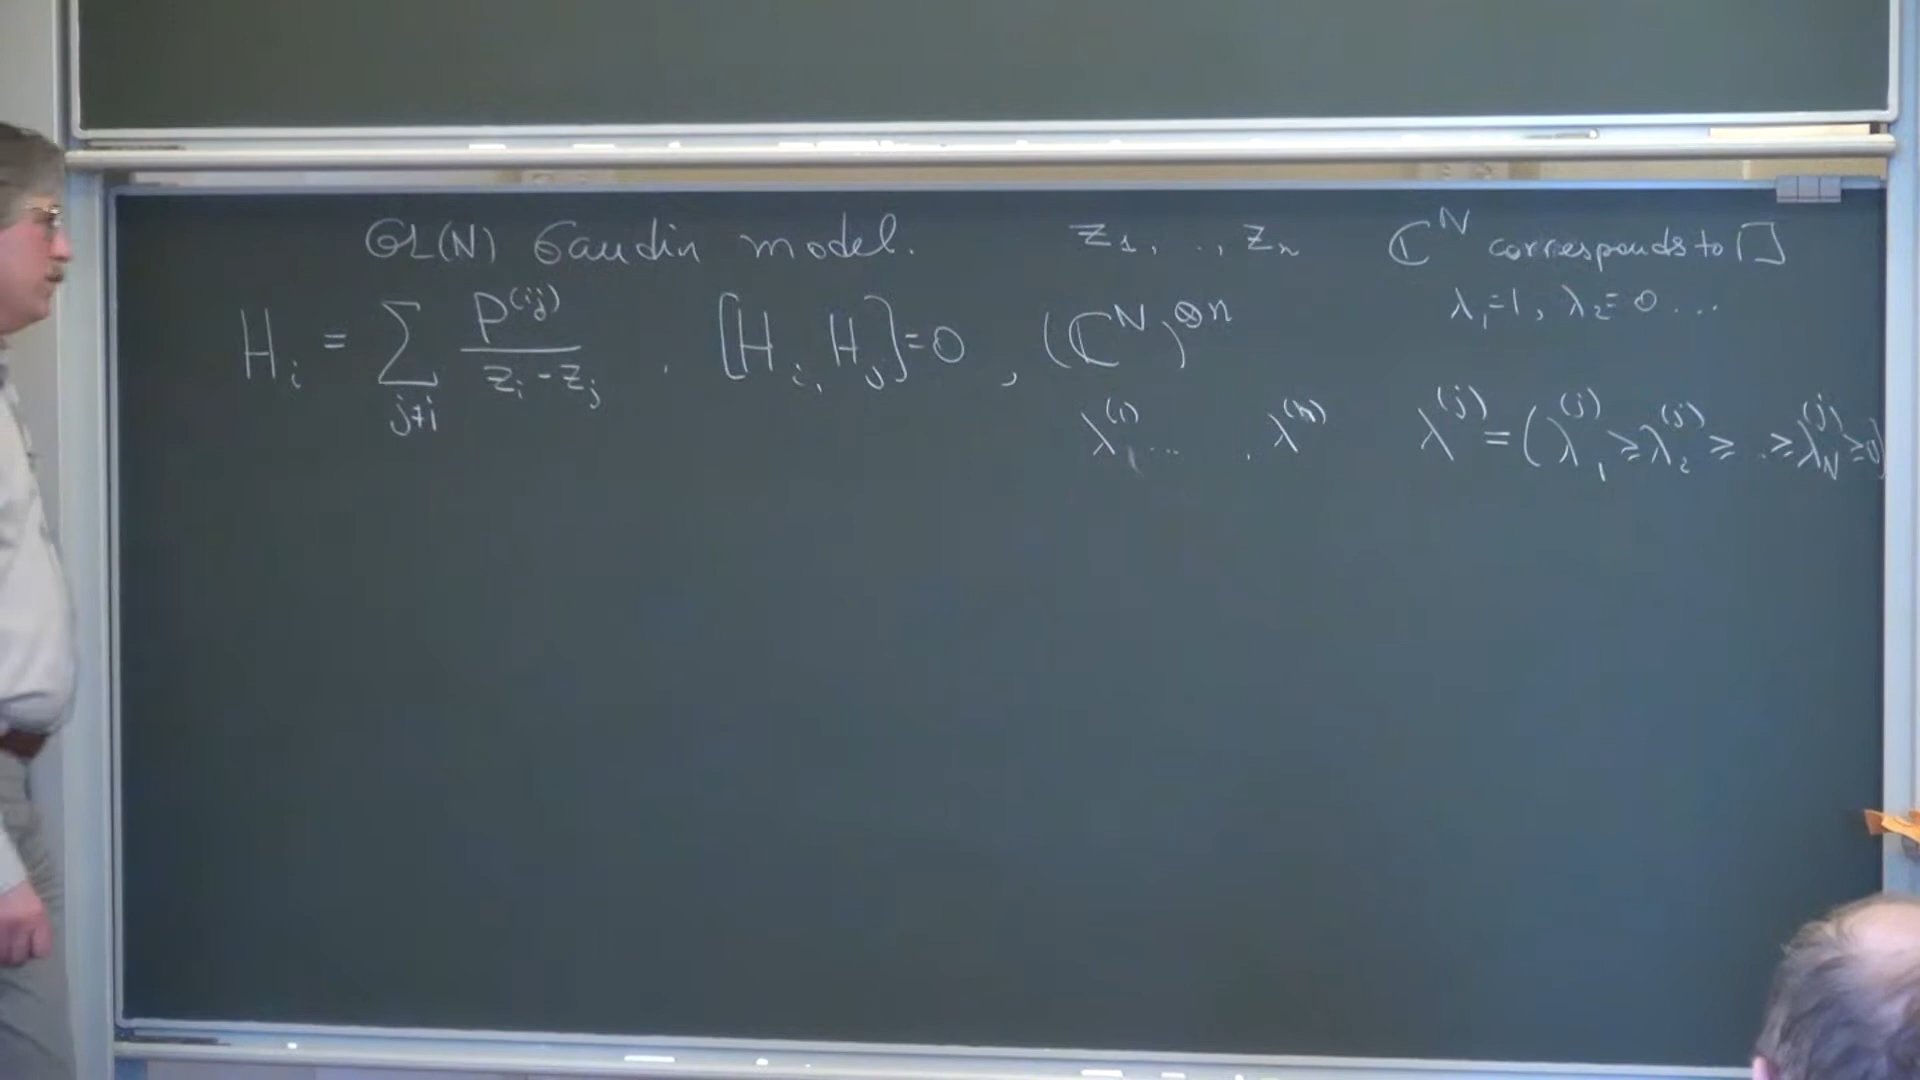 GL(N) Gaudin model. z₁, .., zₙ ℂᴺ corresponds to □
λ₁=1, λ₂=0...
Hᵢ = ∑_{j≠i} P^{(ij)}/(zᵢ-zⱼ) . [Hᵢ, Hⱼ]=0, (ℂᴺ)^{⊗n}
λ^{(1)}, ... , λ^{(n)} λ^{(j)} = (λ₁^{(j)} ≥ λ₂^{(j)} ≥ .. ≥ λ_N^{(j)} ≥ 0)